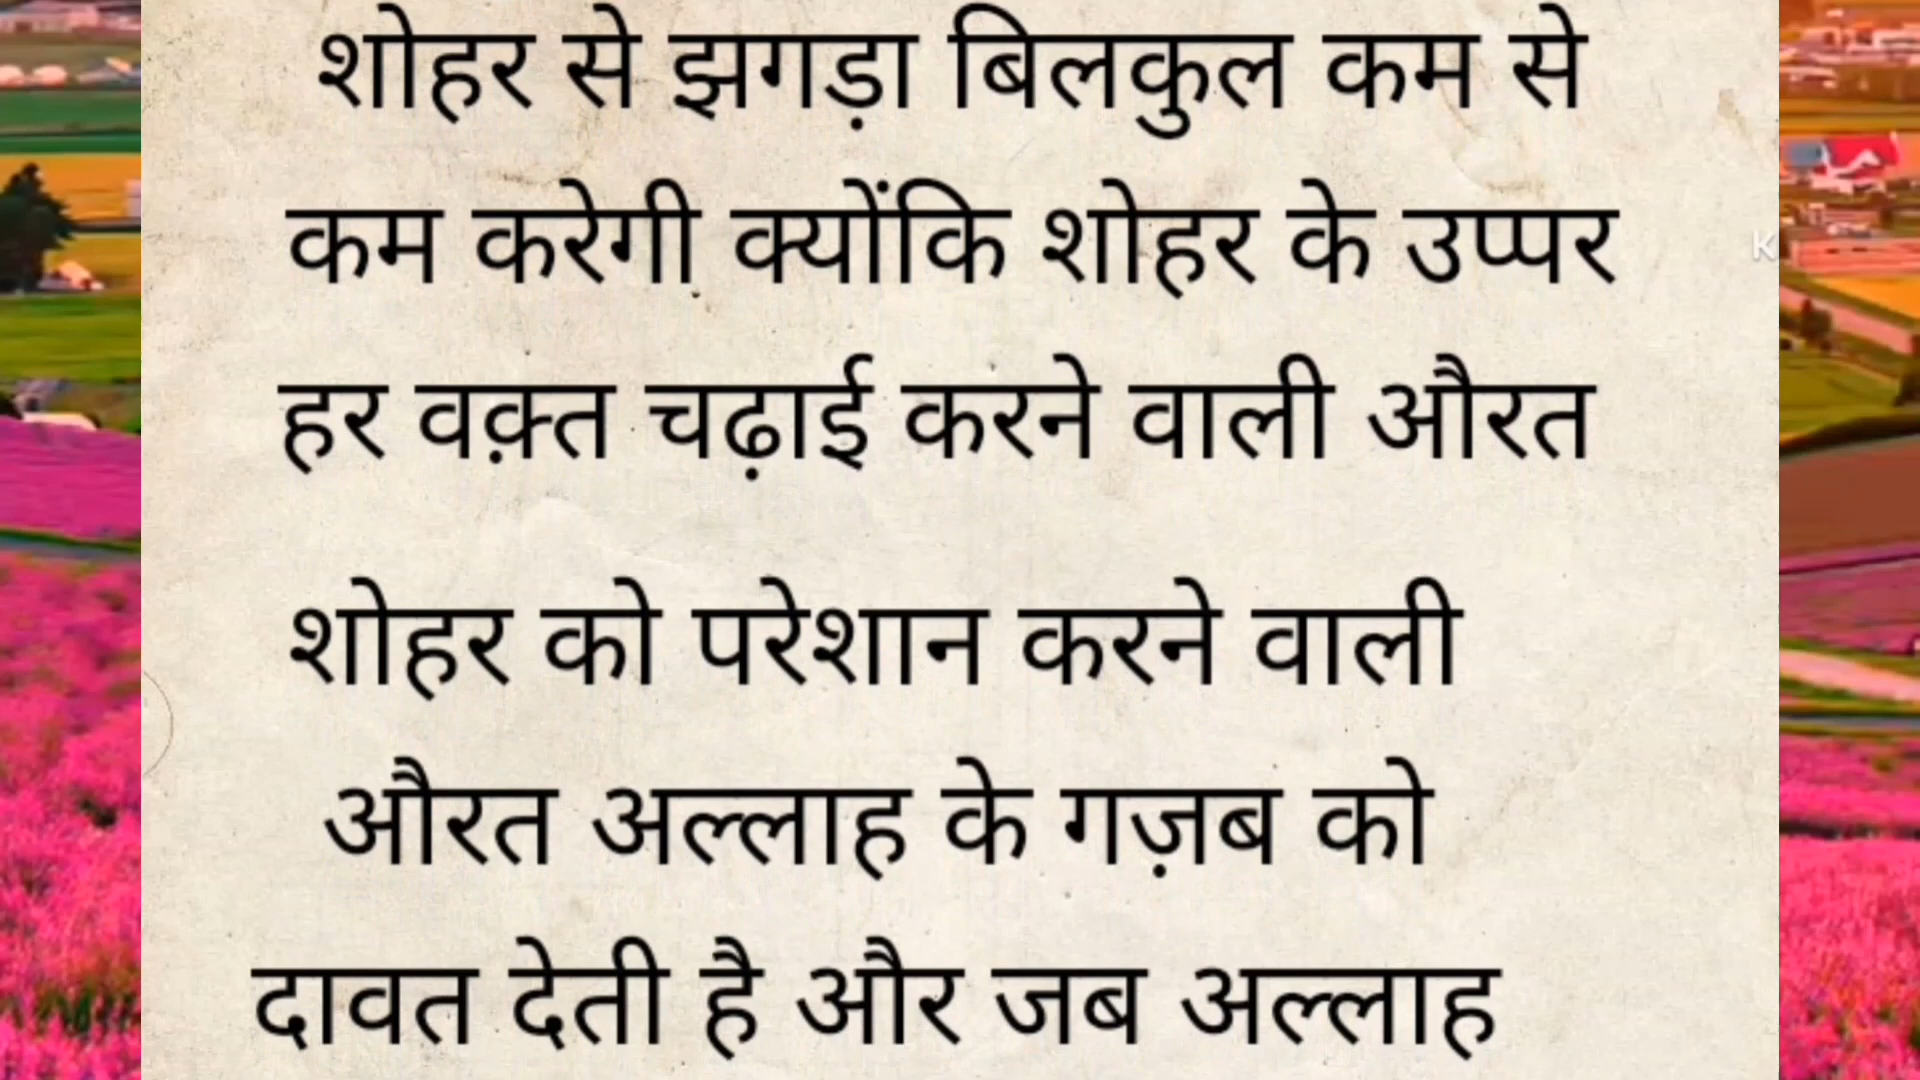 शोहर से झगड़ा बिलकुल कम से
कम करेगी क्योंकि शोहर के उप्पर
हर वक़्त चढ़ाई करने वाली औरत
शोहर को परेशान करने वाली
औरत अल्लाह के गज़ब को
दावत देती है और जब अल्लाह